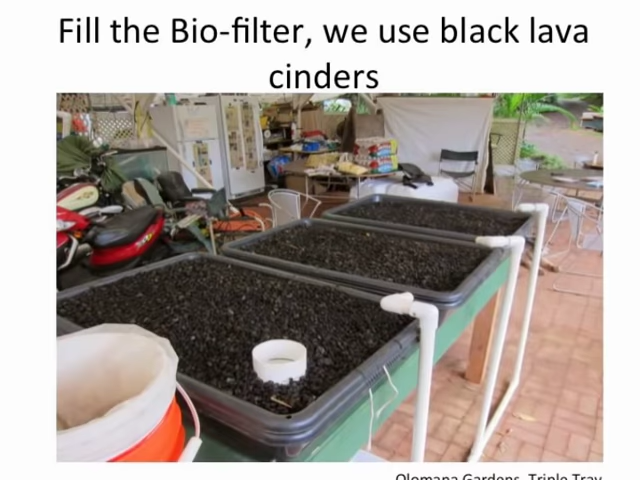 Fill the Bio-filter, we use black lava
cinders
Olomana Gardens, Triple Tray